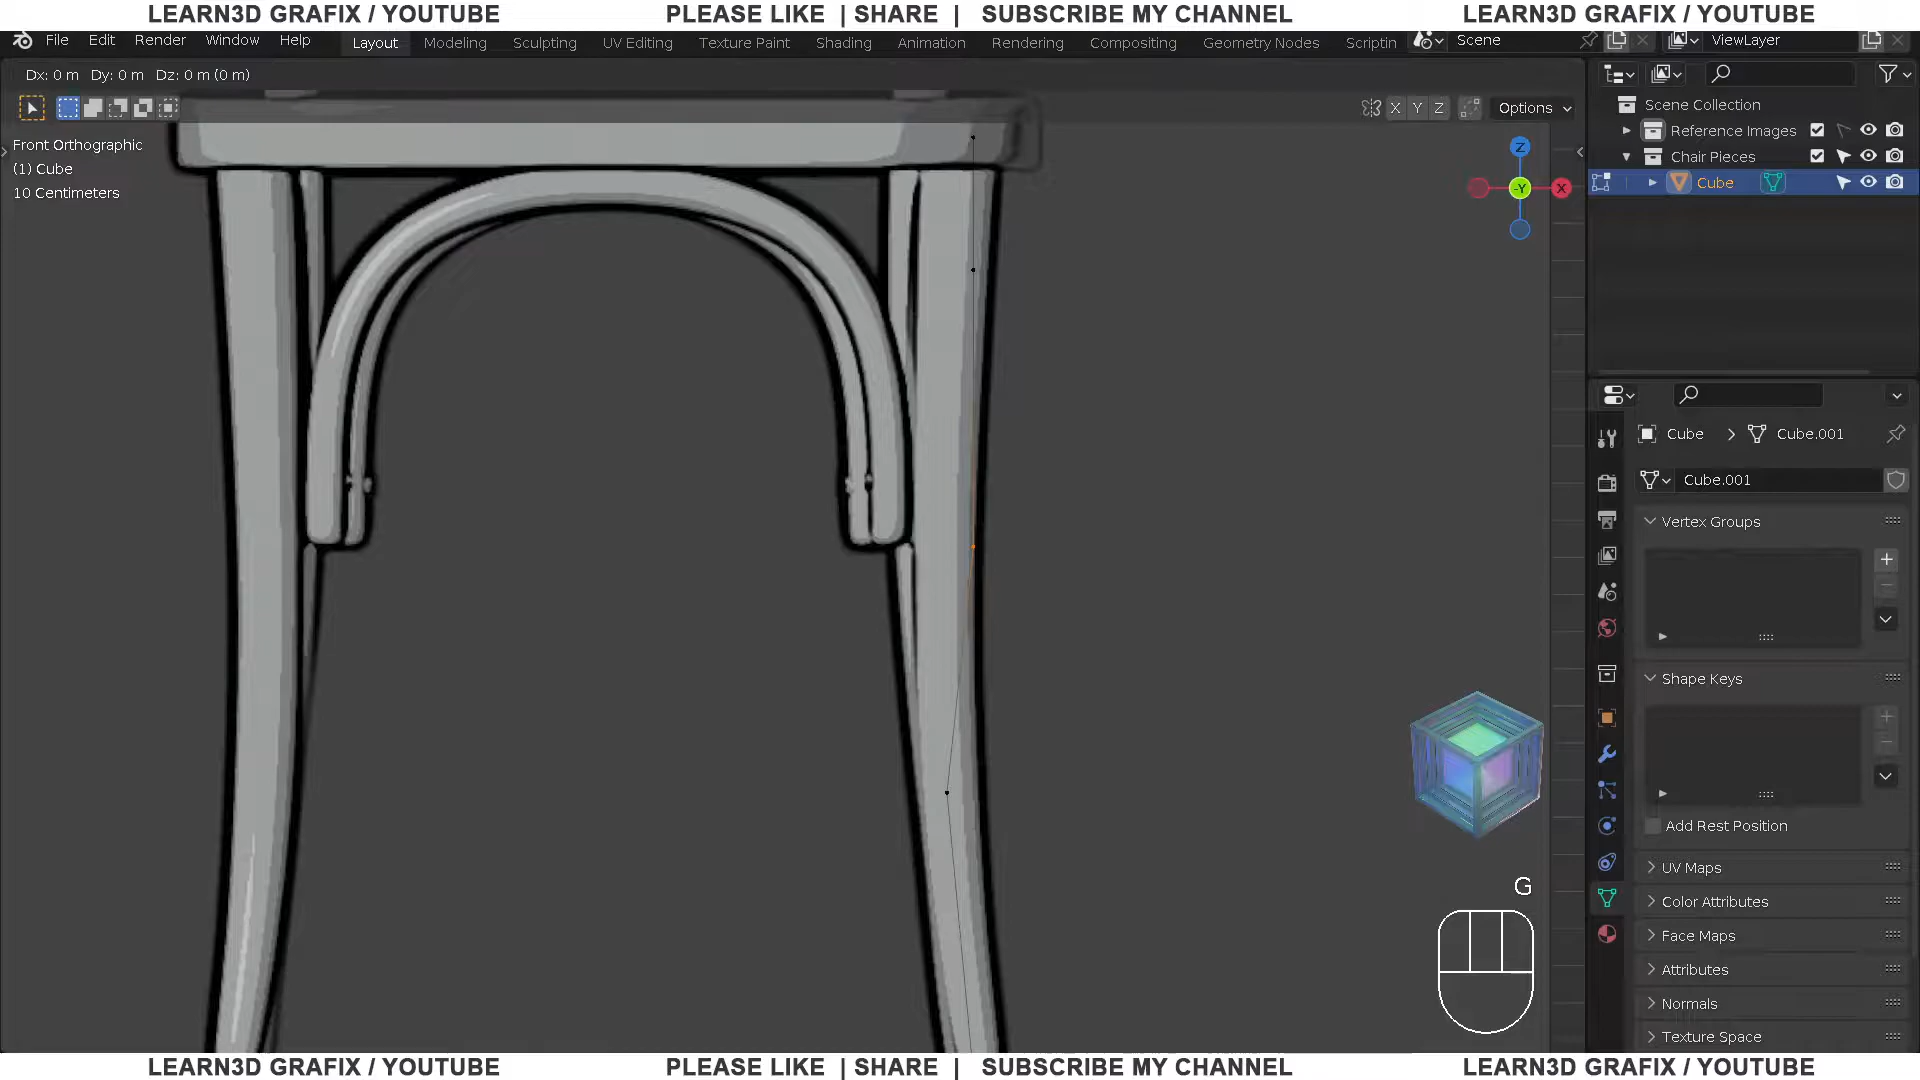 LEARN3D GRAFIX / YOUTUBE PLEASE LIKE | SHARE | SUBSCRIBE MY CHANNEL LEARN3D GRAFIX / YOUTUBE
File Edit Render Window Help Layout Modeling Sculpting UV Editing Texture Paint Shading Animation Rendering Compositing Geometry Nodes Scriptin Scene ViewLayer
Dx: 0 m Dy: 0 m Dz: 0 m (0 m)
X Y Z Options
Front Orthographic
(1) Cube
10 Centimeters
Z
-Y
X
Scene Collection
Reference Images
Chair Pieces
Cube
Cube > Cube.001
Cube.001
Vertex Groups
Shape Keys
Add Rest Position
UV Maps
Color Attributes
Face Maps
Attributes
Normals
Texture Space
G
LEARN3D GRAFIX / YOUTUBE PLEASE LIKE | SHARE | SUBSCRIBE MY CHANNEL LEARN3D GRAFIX / YOUTUBE